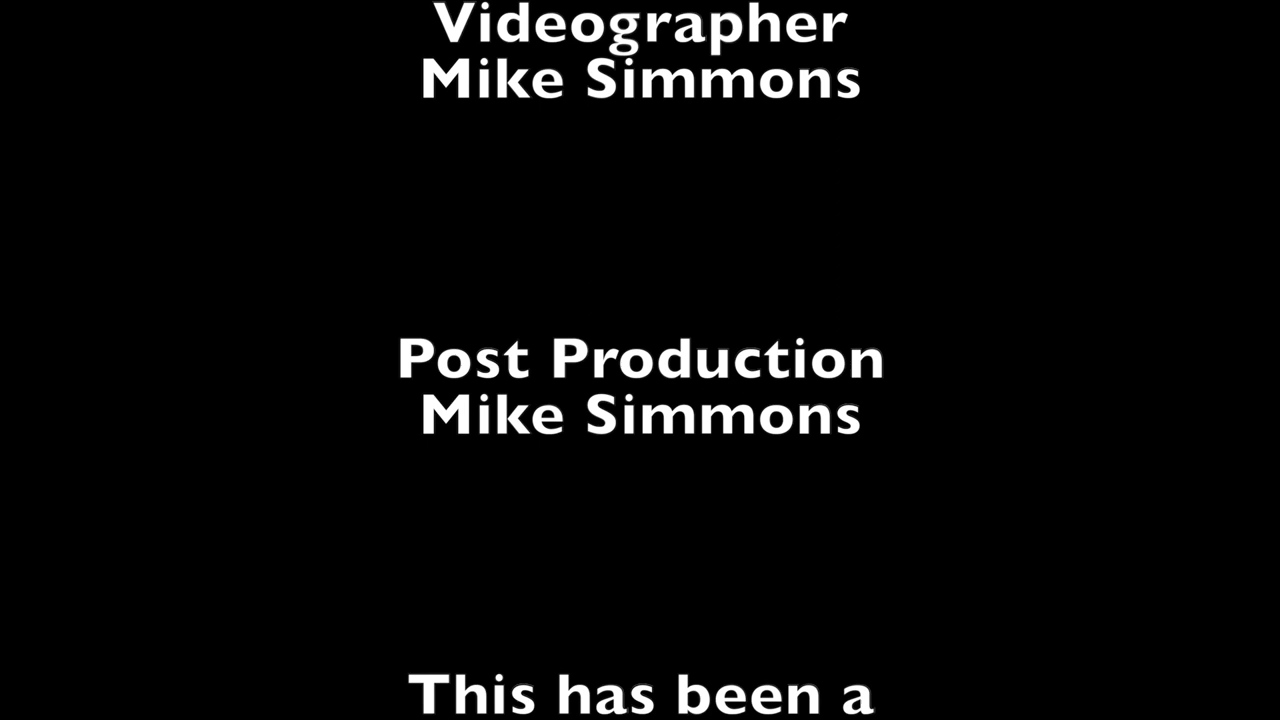 Videographer
Mike Simmons
Post Production
Mike Simmons
This has been a